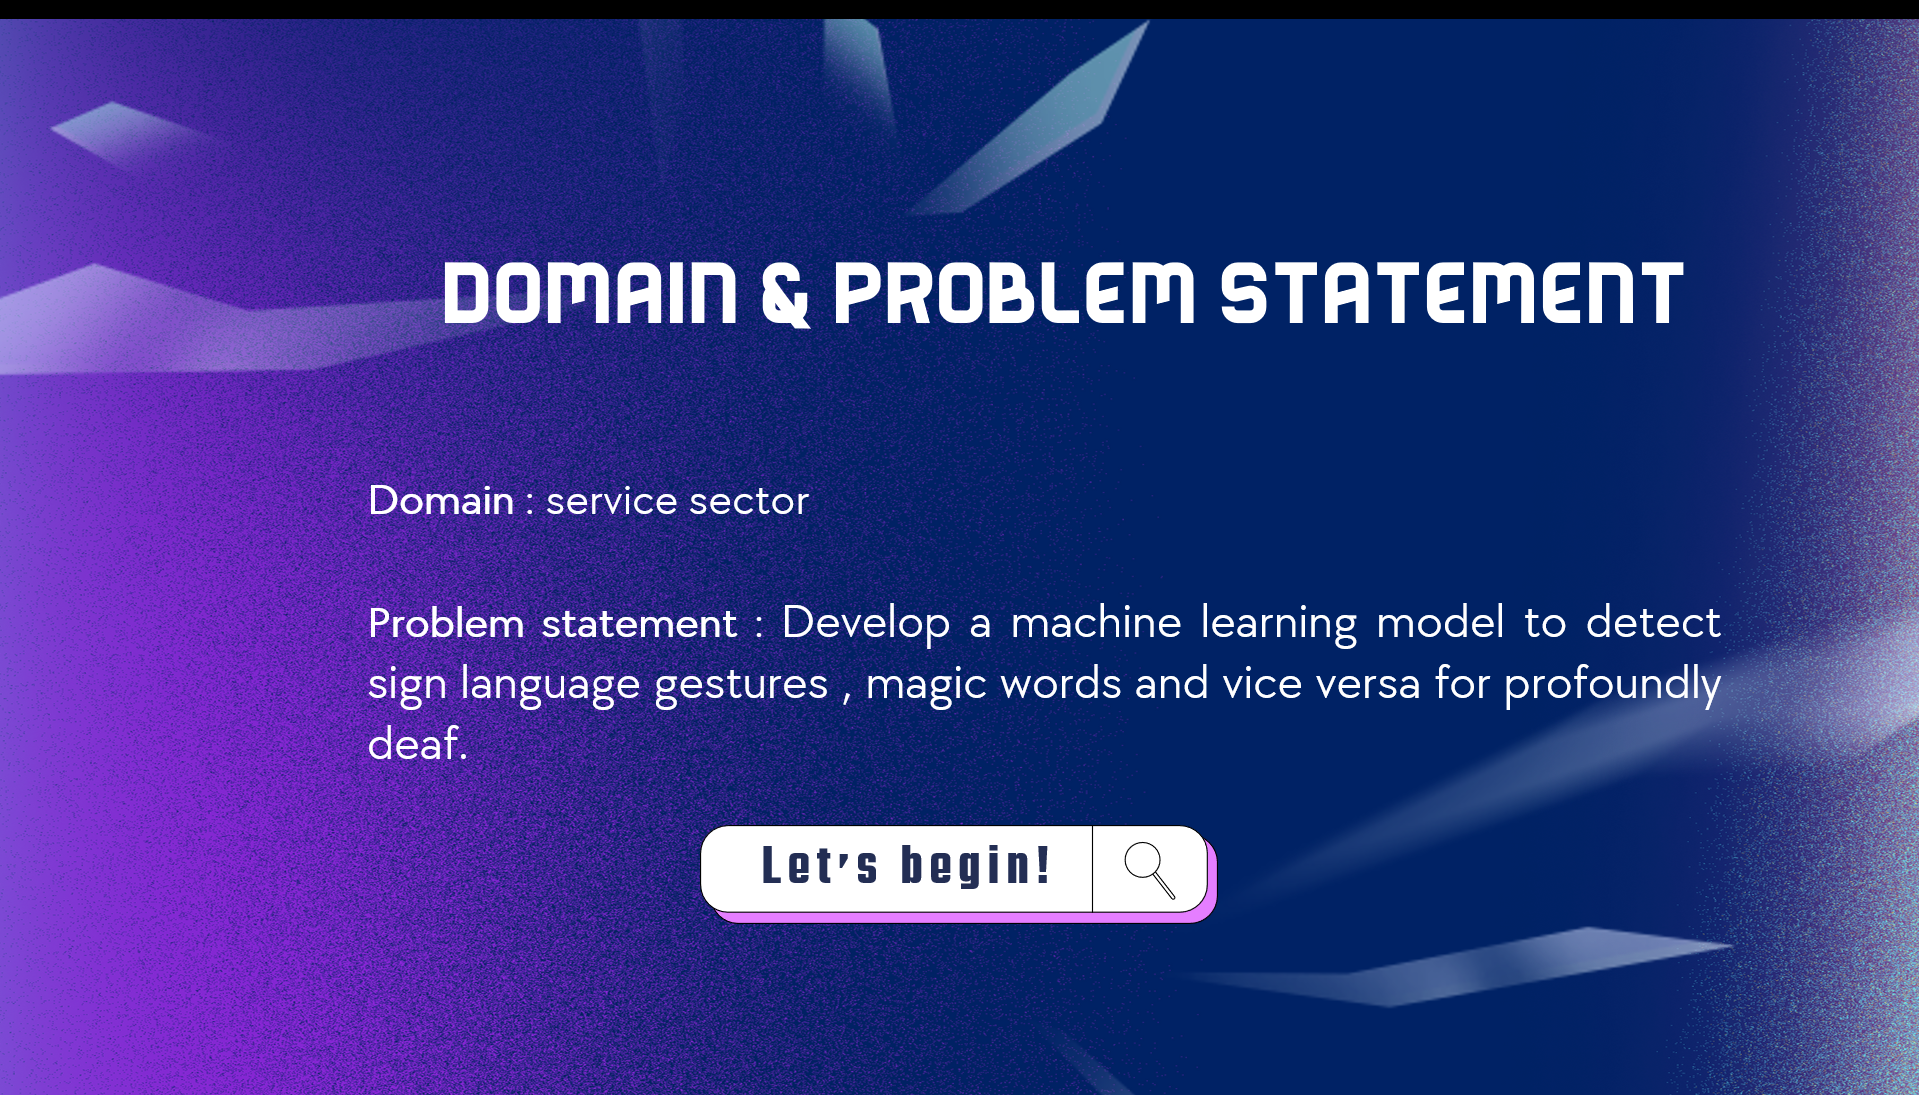 DOMAIN & PROBLEM STATEMENT
Domain : service sector
Problem statement : Develop a machine learning model to detect
sign language gestures , magic words and vice versa for profoundly
deaf.
Let's begin!